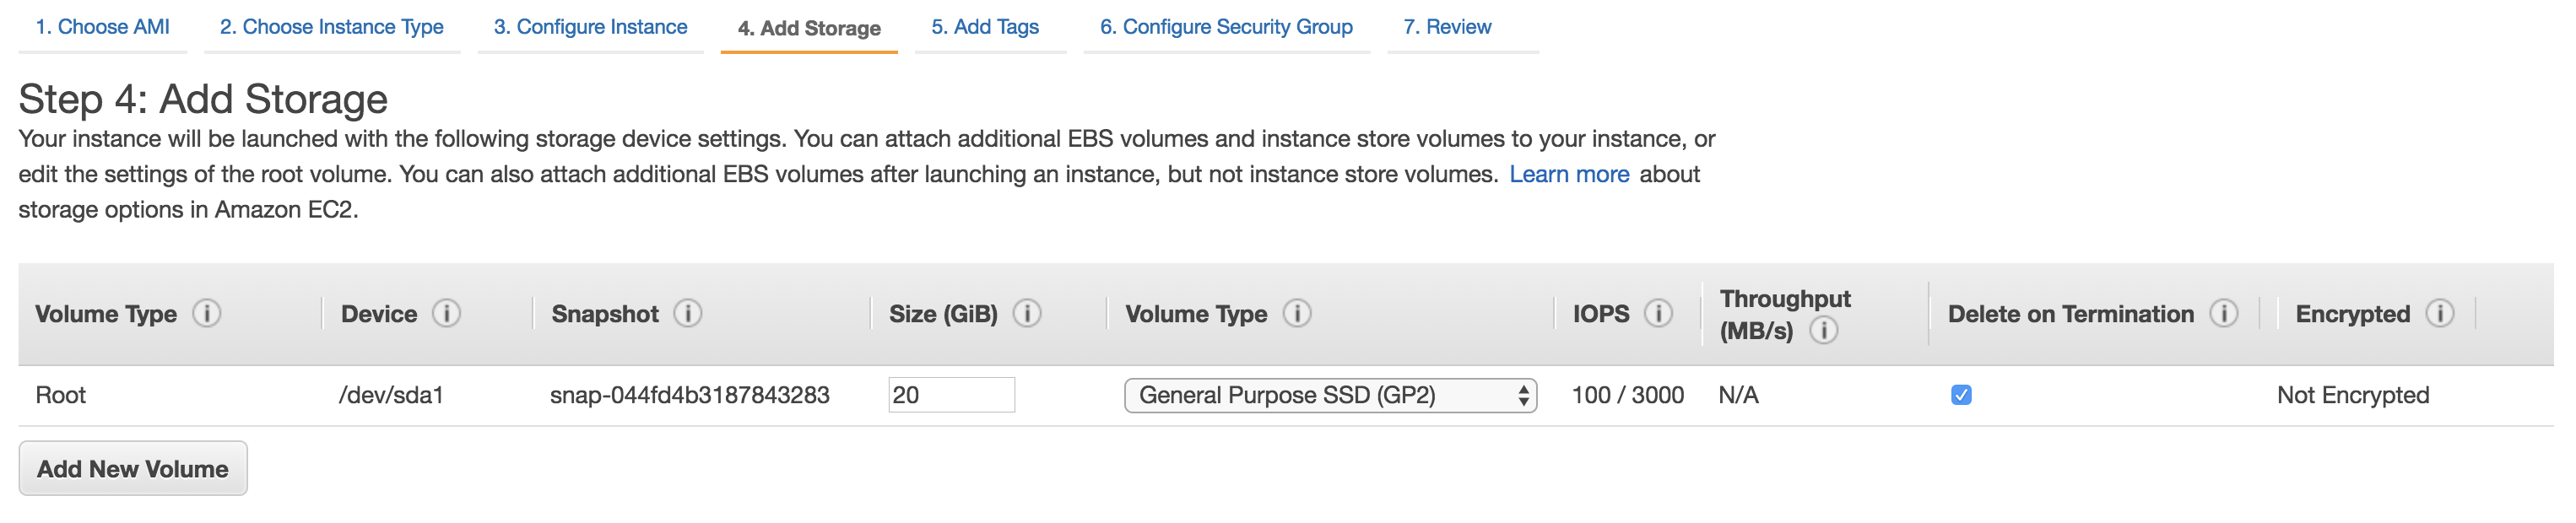 1. Choose AMI 2. Choose Instance Type 3. Configure Instance 4. Add Storage 5. Add Tags 6. Configure Security Group 7. Review
Step 4: Add Storage
Your instance will be launched with the following storage device settings. You can attach additional EBS volumes and instance store volumes to your instance, or
edit the settings of the root volume. You can also attach additional EBS volumes after launching an instance, but not instance store volumes. Learn more about
storage options in Amazon EC2.
Volume Type Device Snapshot Size (GiB) Volume Type IOPS Throughput (MB/s) Delete on Termination Encrypted
Root /dev/sda1 snap-044fd4b3187843283 20 General Purpose SSD (GP2) 100 / 3000 N/A Not Encrypted
Add New Volume